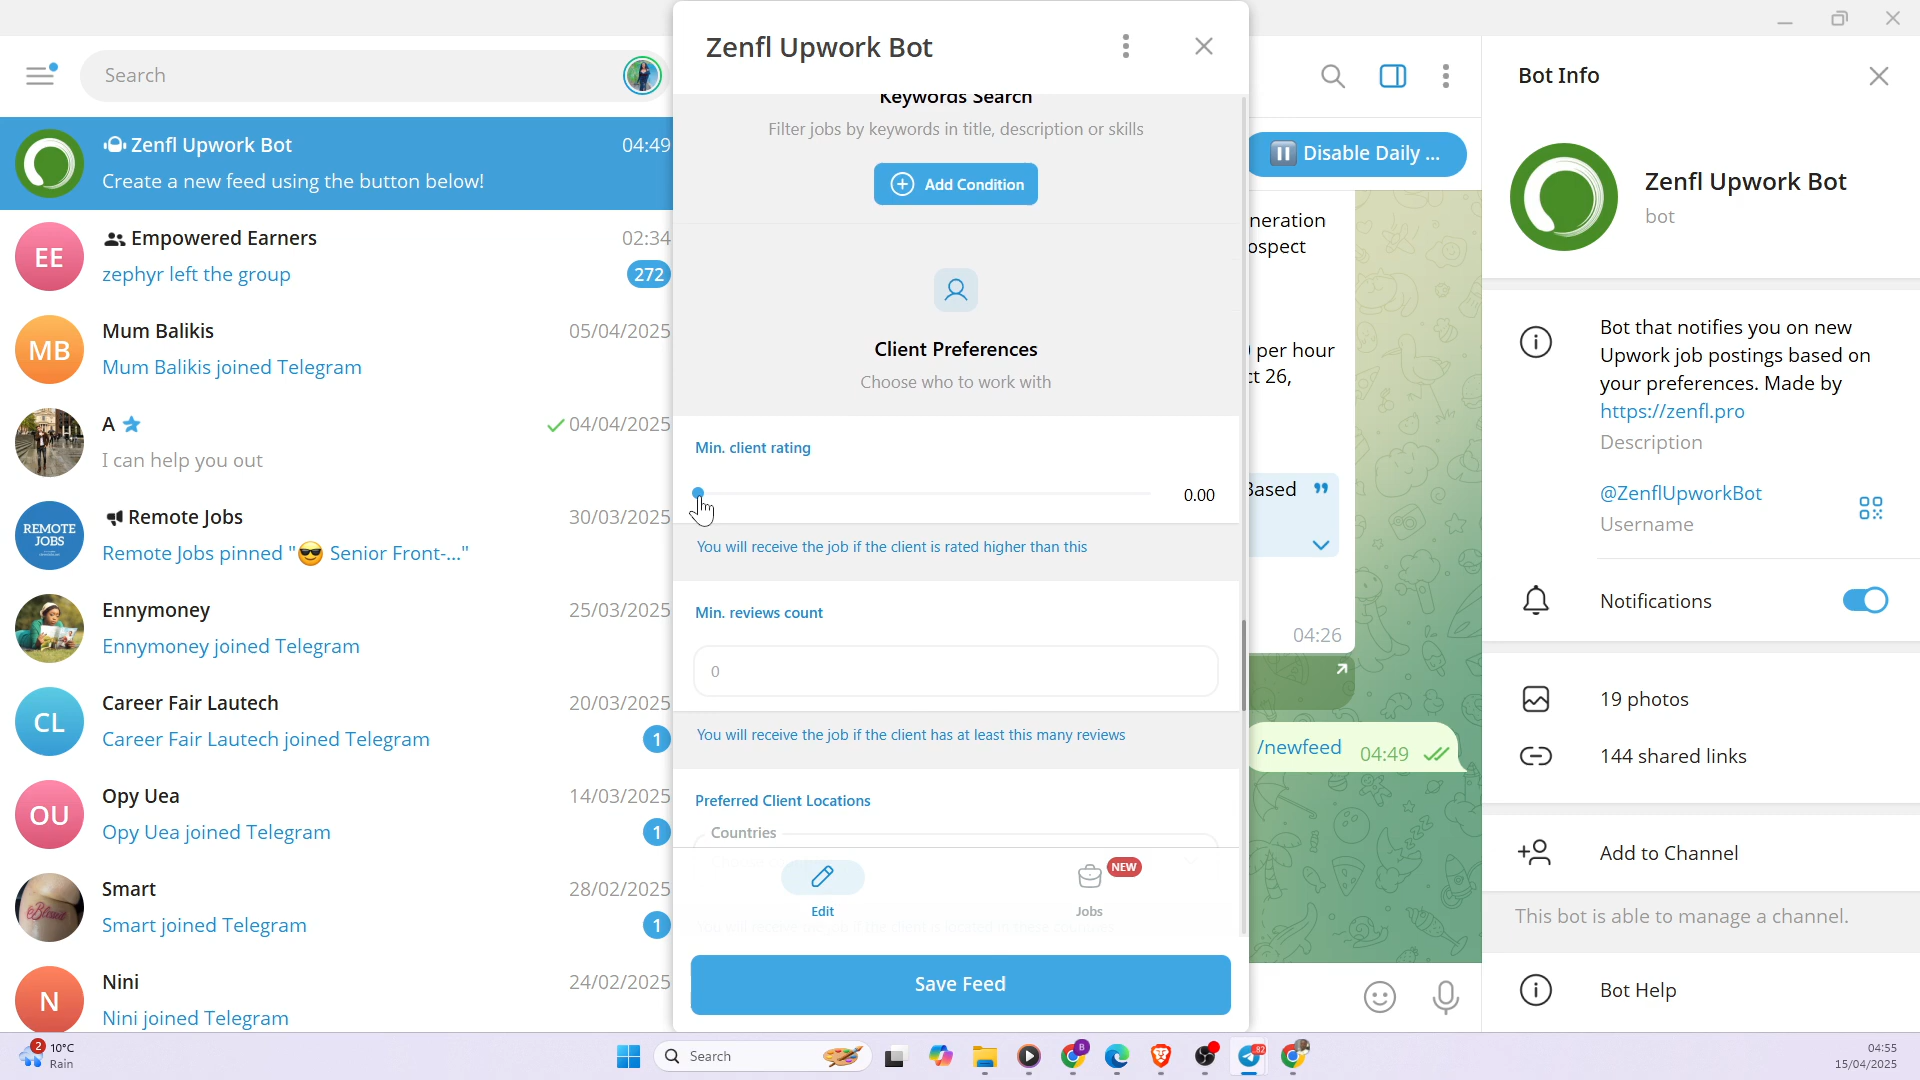 Search
Zenfl Upwork Bot 04:49
Create a new feed using the button below!
EE
Empowered Earners 02:34
zephyr left the group 272
MB
Mum Balikis 05/04/2025
Mum Balikis joined Telegram
A 04/04/2025
I can help you out
REMOTE
JOBS
Remote Jobs 30/03/2025
Remote Jobs pinned "😎 Senior Front-..."
Ennymoney 25/03/2025
Ennymoney joined Telegram
CL
Career Fair Lautech 20/03/2025
Career Fair Lautech joined Telegram 1
OU
Opy Uea 14/03/2025
Opy Uea joined Telegram 1
Smart 28/02/2025
Smart joined Telegram 1
N
Nini 24/02/2025
Nini joined Telegram
Zenfl Upwork Bot
Keywords Search
Filter jobs by keywords in title, description or skills
Add Condition
Client Preferences
Choose who to work with
Min. client rating
0.00
You will receive the job if the client is rated higher than this
Min. reviews count
0
You will receive the job if the client has at least this many reviews
Preferred Client Locations
Countries
Edit
NEW
Jobs
Save Feed
Disable Daily ...
neration
ospect
per hour
ct 26,
Based
04:26
/newfeed 04:49
Bot Info
Zenfl Upwork Bot
bot
Bot that notifies you on new
Upwork job postings based on
your preferences. Made by
https://zenfl.pro
Description
@ZenflUpworkBot
Username
Notifications
19 photos
144 shared links
Add to Channel
This bot is able to manage a channel.
Bot Help
2
10°C
Rain
Search
B
82
04:55
15/04/2025